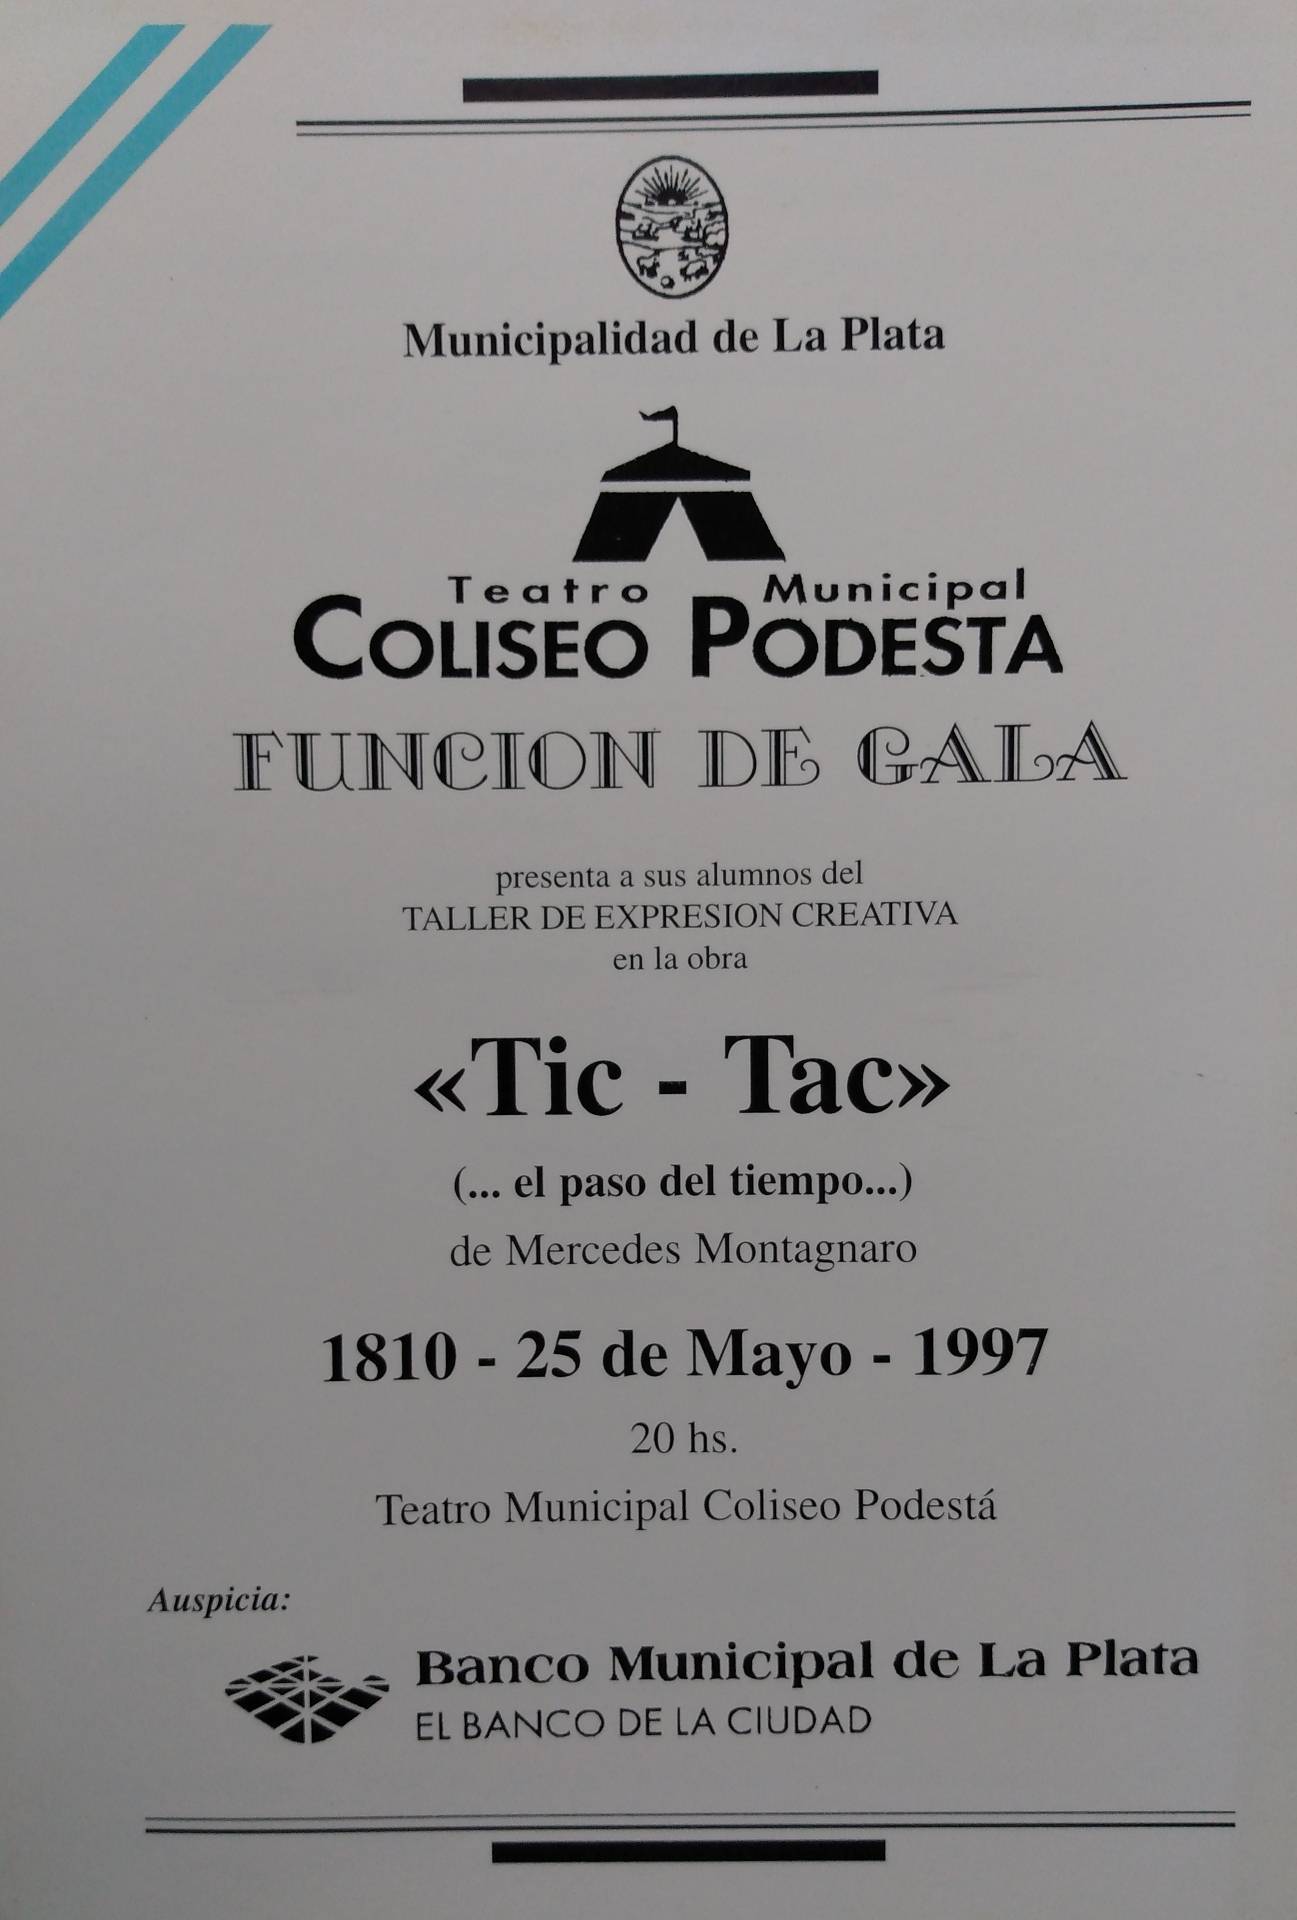 Municipalidad de La Plata
Teatro Municipal
COLISEO PODESTA
FUNCION DE GALA
presenta a sus alumnos del
TALLER DE EXPRESION CREATIVA
en la obra
«Tic - Tac»
(... el paso del tiempo...)
de Mercedes Montagnaro
1810 - 25 de Mayo - 1997
20 hs.
Teatro Municipal Coliseo Podestá
Auspicia:
Banco Municipal de La Plata
EL BANCO DE LA CIUDAD